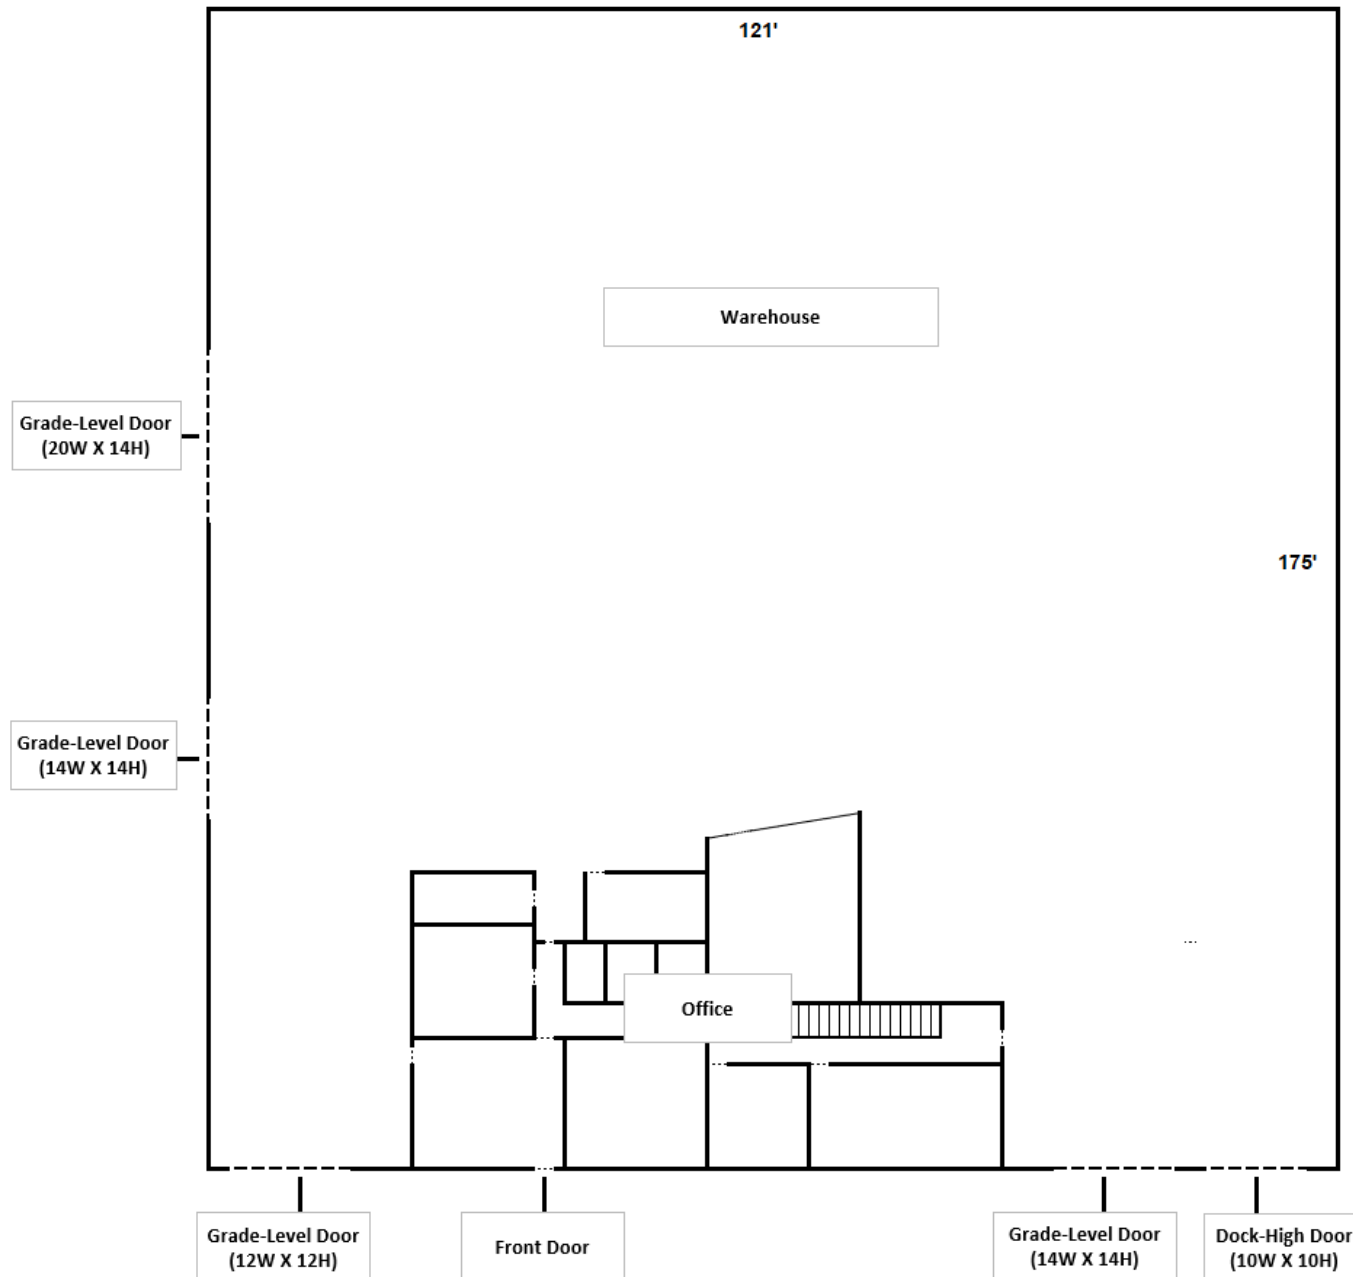 121'
Warehouse
Grade-Level Door
(20W X 14H)
175'
Grade-Level Door
(14W X 14H)
Office
Grade-Level Door
(12W X 12H)
Front Door
Grade-Level Door
(14W X 14H)
Dock-High Door
(10W X 10H)